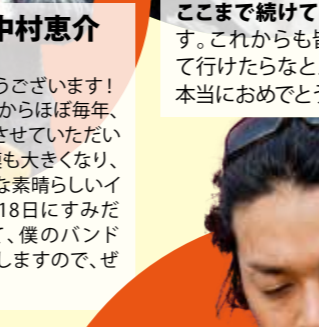 中村恵介
うございます！
からほぼ毎年、
させていただい
も大きくなり、
な素晴らしいイ
18日にすみだ
て、僕のバンド
しますので、ぜ
ここまで続けて
す。これからも皆
て行けたらなと
本当におめでとう